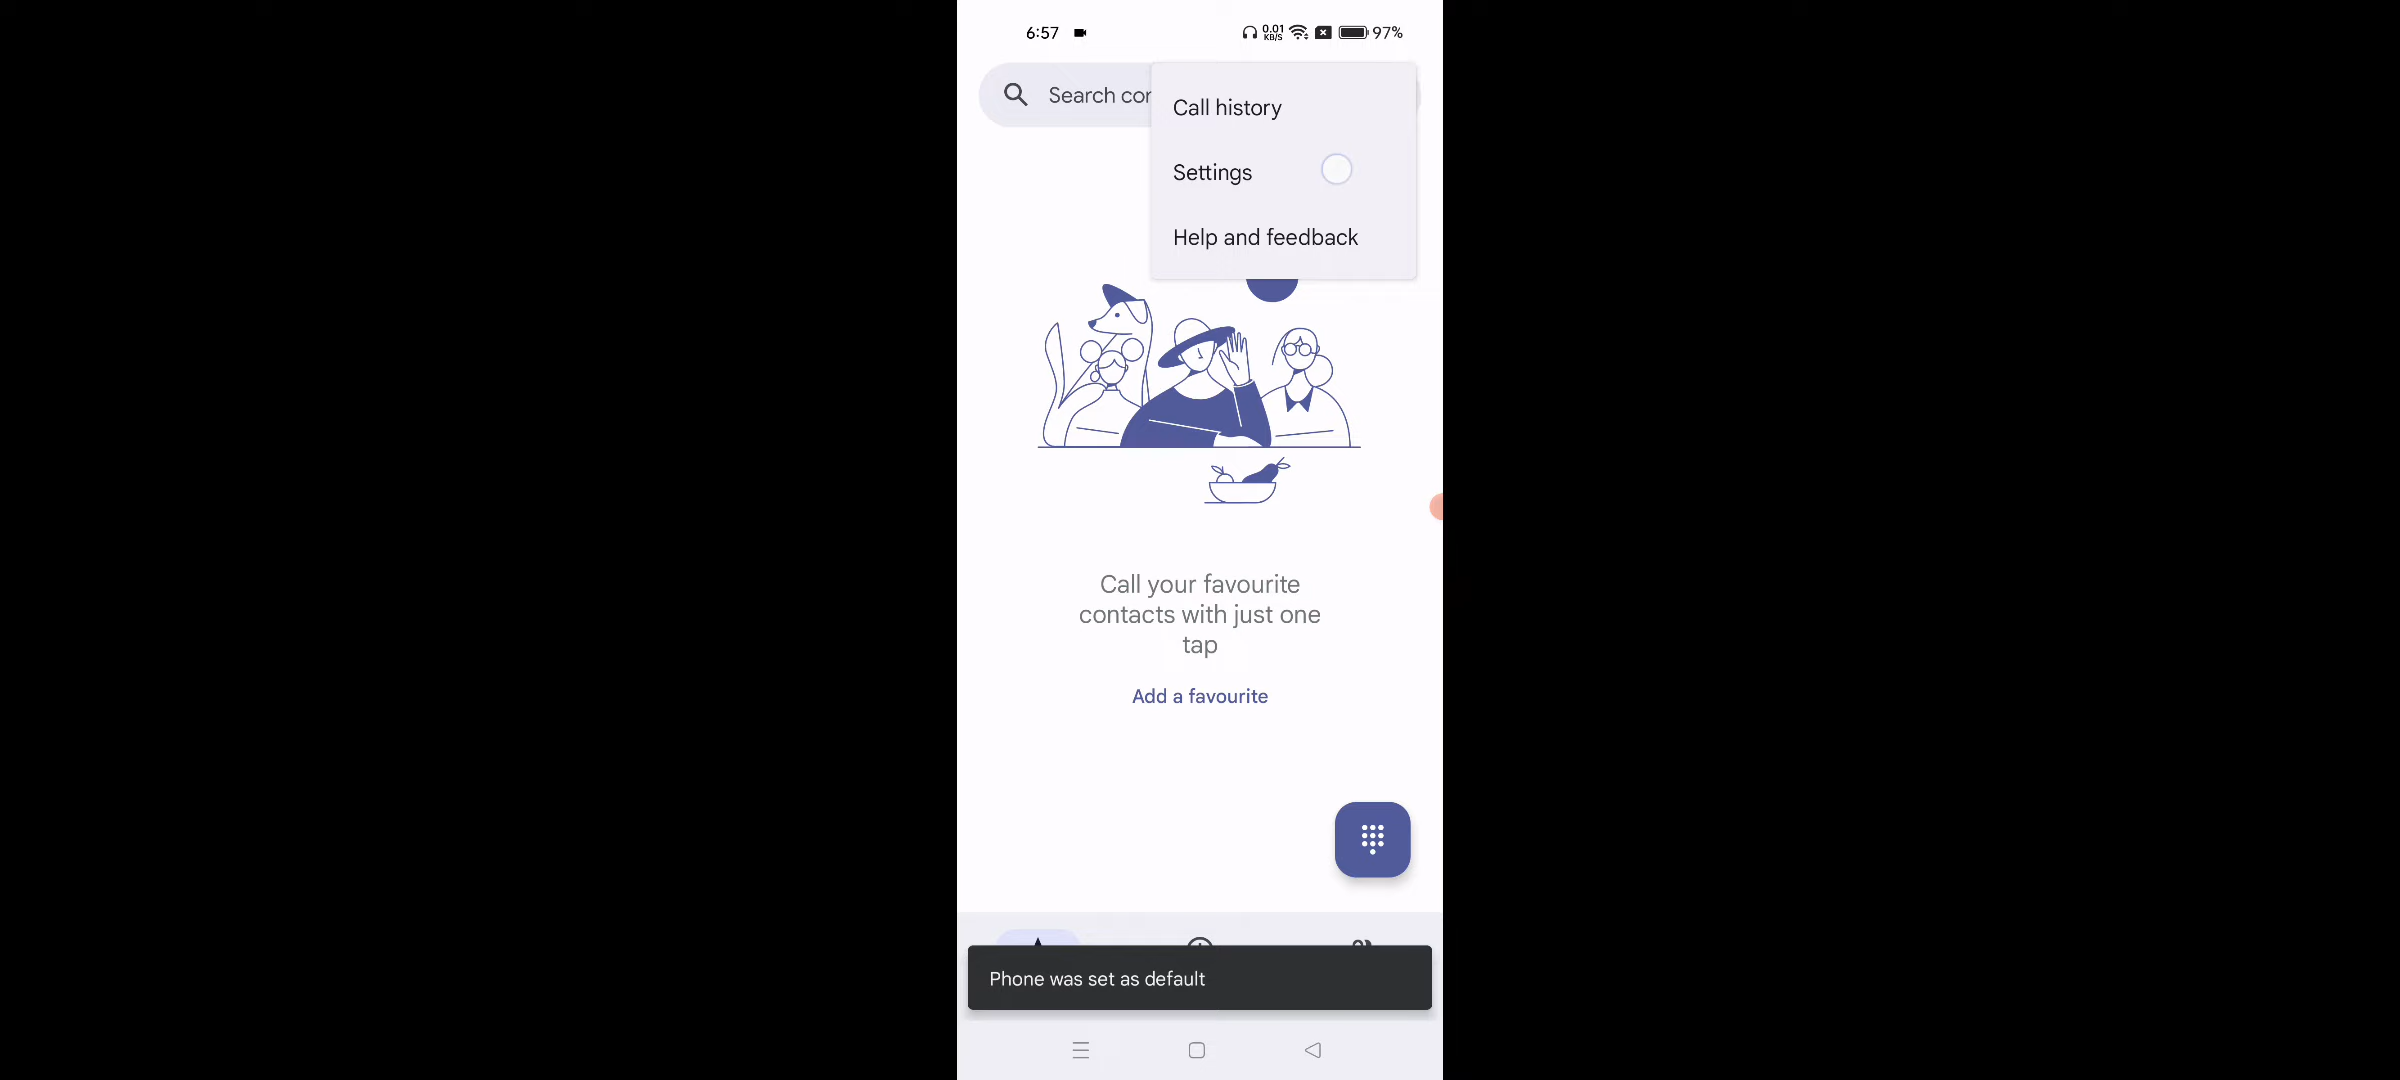 6:57
0.01
KB/S
97%
Search cor
Call history
Settings
Help and feedback
Call your favourite
contacts with just one
tap
Add a favourite
Phone was set as default